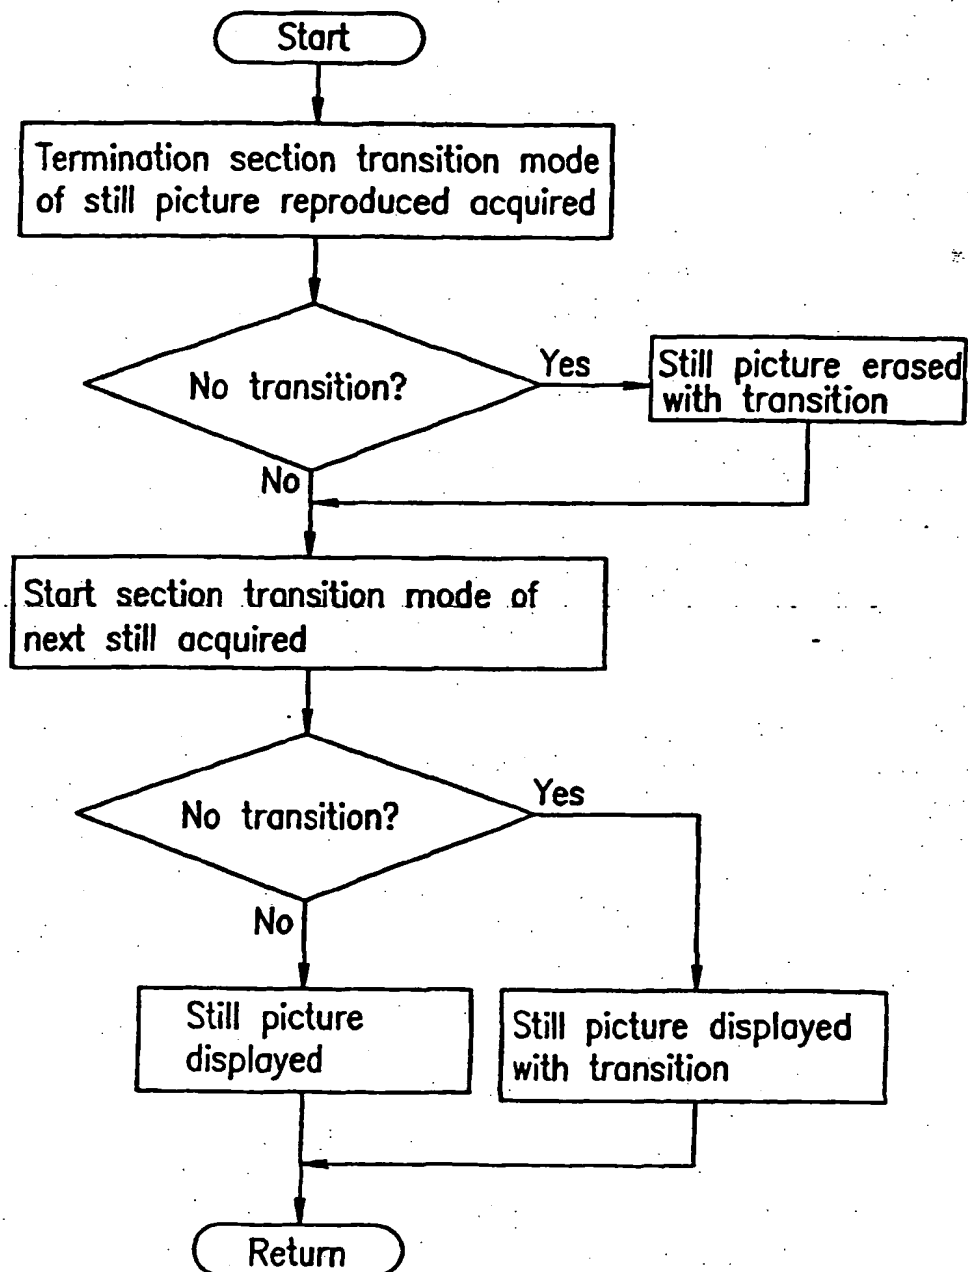 Start
Termination section transition mode
of still picture reproduced acquired
No transition?
Yes
Still picture erased
with transition
No
Start section transition mode of
next still acquired
No transition?
Yes
No
Still picture
displayed
Still picture displayed
with transition
Return